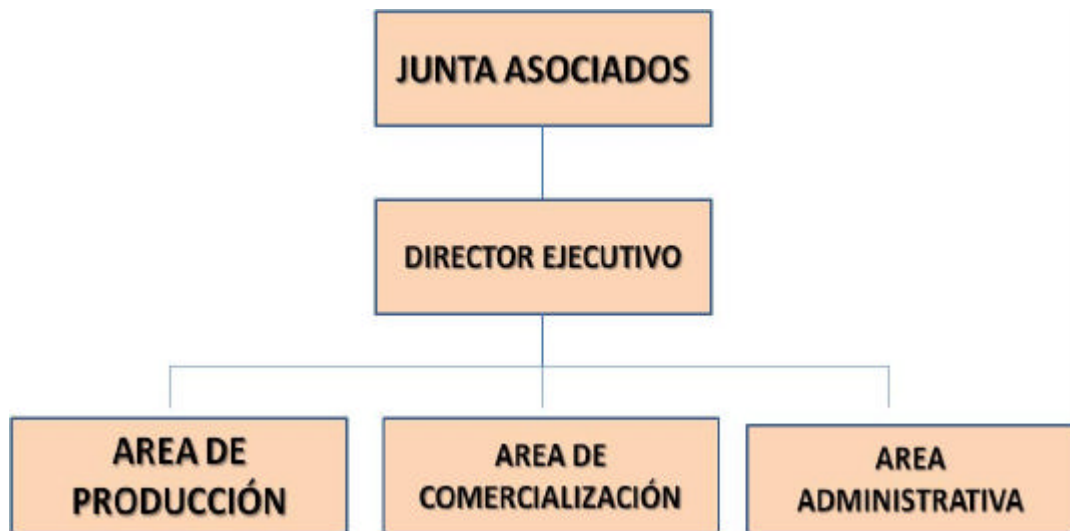 JUNTA ASOCIADOS
DIRECTOR EJECUTIVO
AREA DE
PRODUCCIÓN
AREA DE
COMERCIALIZACIÓN
AREA
ADMINISTRATIVA